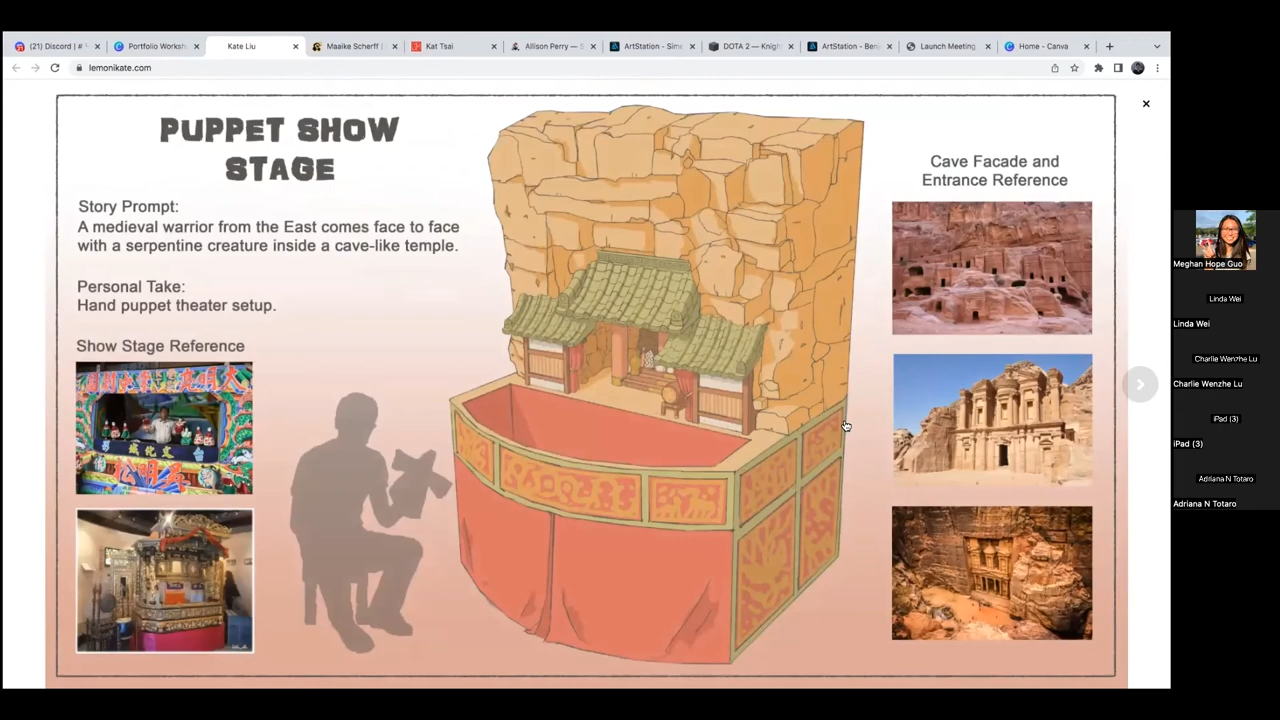 (21) Discord | #
Portfolio Worksh
Kate Liu
Maaike Scherff |
Kat Tsai
Allison Perry — S
ArtStation - Sim
DOTA 2 — Knigh
ArtStation - Ben
Launch Meeting
Home - Canva
lemonikate.com
PUPPET SHOW
STAGE
Story Prompt:
A medieval warrior from the East comes face to face
with a serpentine creature inside a cave-like temple.
Personal Take:
Hand puppet theater setup.
Show Stage Reference
Cave Facade and
Entrance Reference
Meghan Hope Guo
Linda Wei
Linda Wei
Charlie Wenzhe Lu
Charlie Wenzhe Lu
iPad (3)
iPad (3)
Adriana N Totaro
Adriana N Totaro